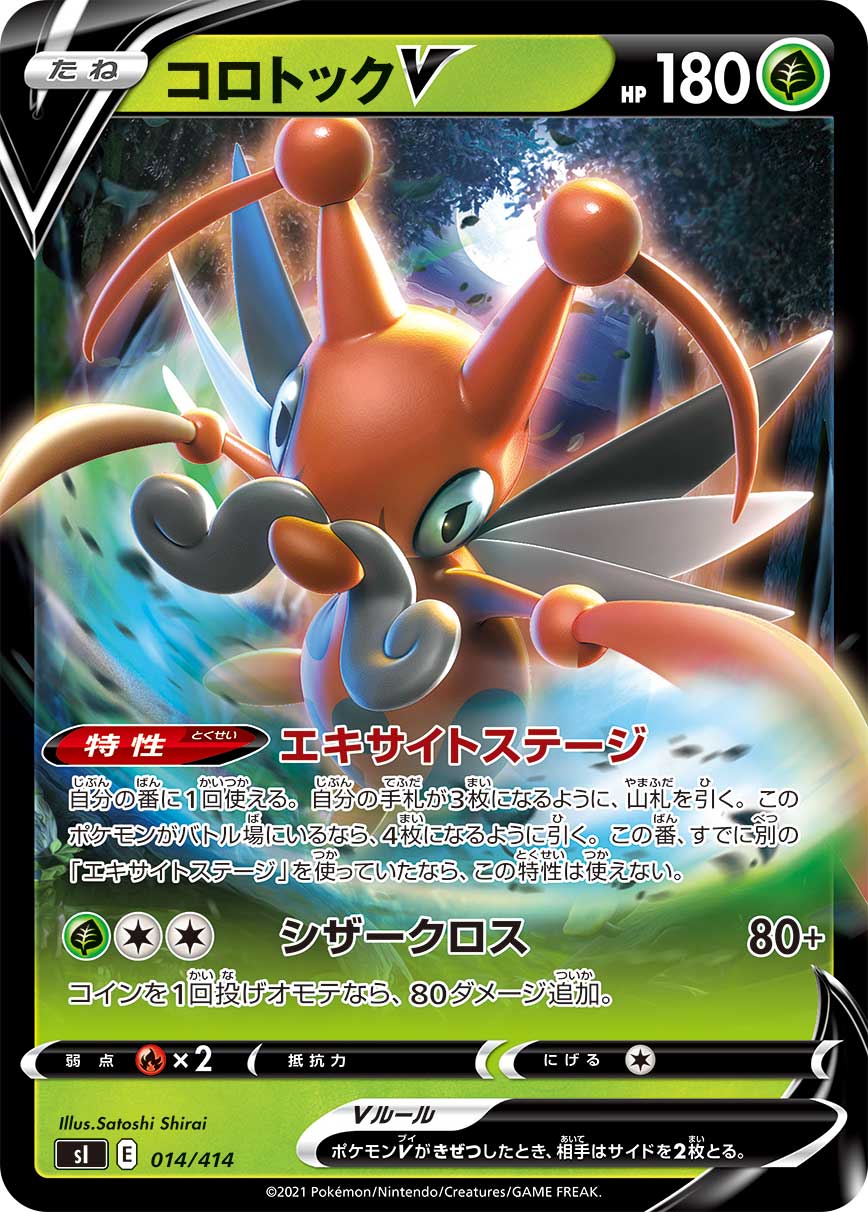 たね
コロトックV
HP 180
特性 とくせい エキサイトステージ
自分の番に1回使える。自分の手札が3枚になるように、山札を引く。この
ポケモンがバトル場にいるなら、4枚になるように引く。この番、すでに別の
「エキサイトステージ」を使っていたなら、この特性は使えない。
シザークロス 80+
コインを1回投げオモテなら、80ダメージ追加。
弱点 ×2 抵抗力 にげる
Illus.Satoshi Shirai
Vルール
ポケモンVがきぜつしたとき、相手はサイドを2枚とる。
sI E 014/414
©2021 Pokémon/Nintendo/Creatures/GAME FREAK.